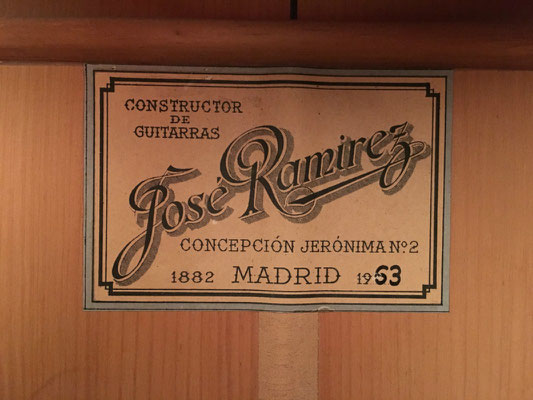 CONSTRUCTOR
DE
GUITARRAS
José Ramirez
CONCEPCIÓN JERÓNIMA Nº2
1882 MADRID 1963